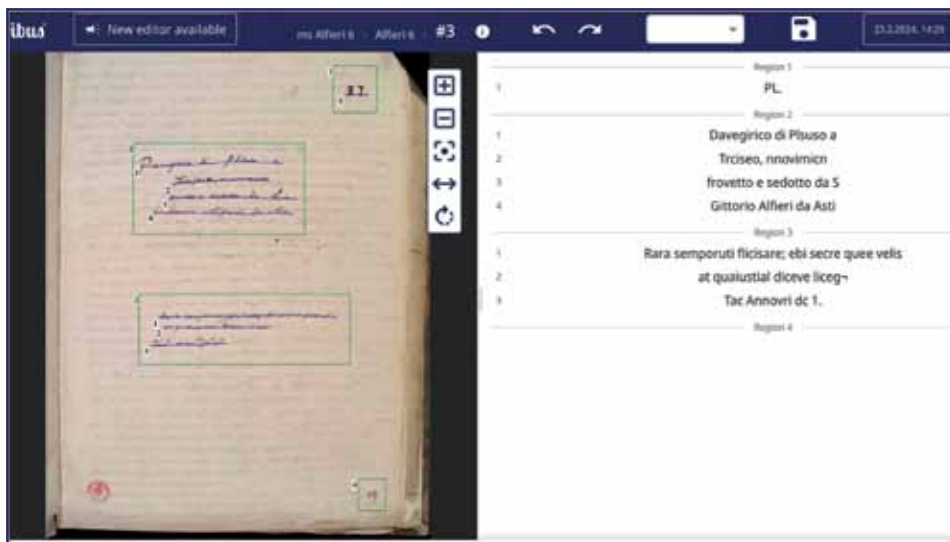 ibus
New editor available
ms Alfieri 6 Alfieri 6 #3
23.2.2024, 14:25
Region 1
1 PL.
Region 2
1 Davegirico di Plsuso a
2 Trciseo, nnovimicn
3 frovetto e sedotto da S
4 Gittorio Alfieri da Asti
Region 3
1 Rara semporuti flicisare; ebi secre quee velis
2 at quaiustial diceve liceg¬
3 Tac Annovri dc 1.
Region 4